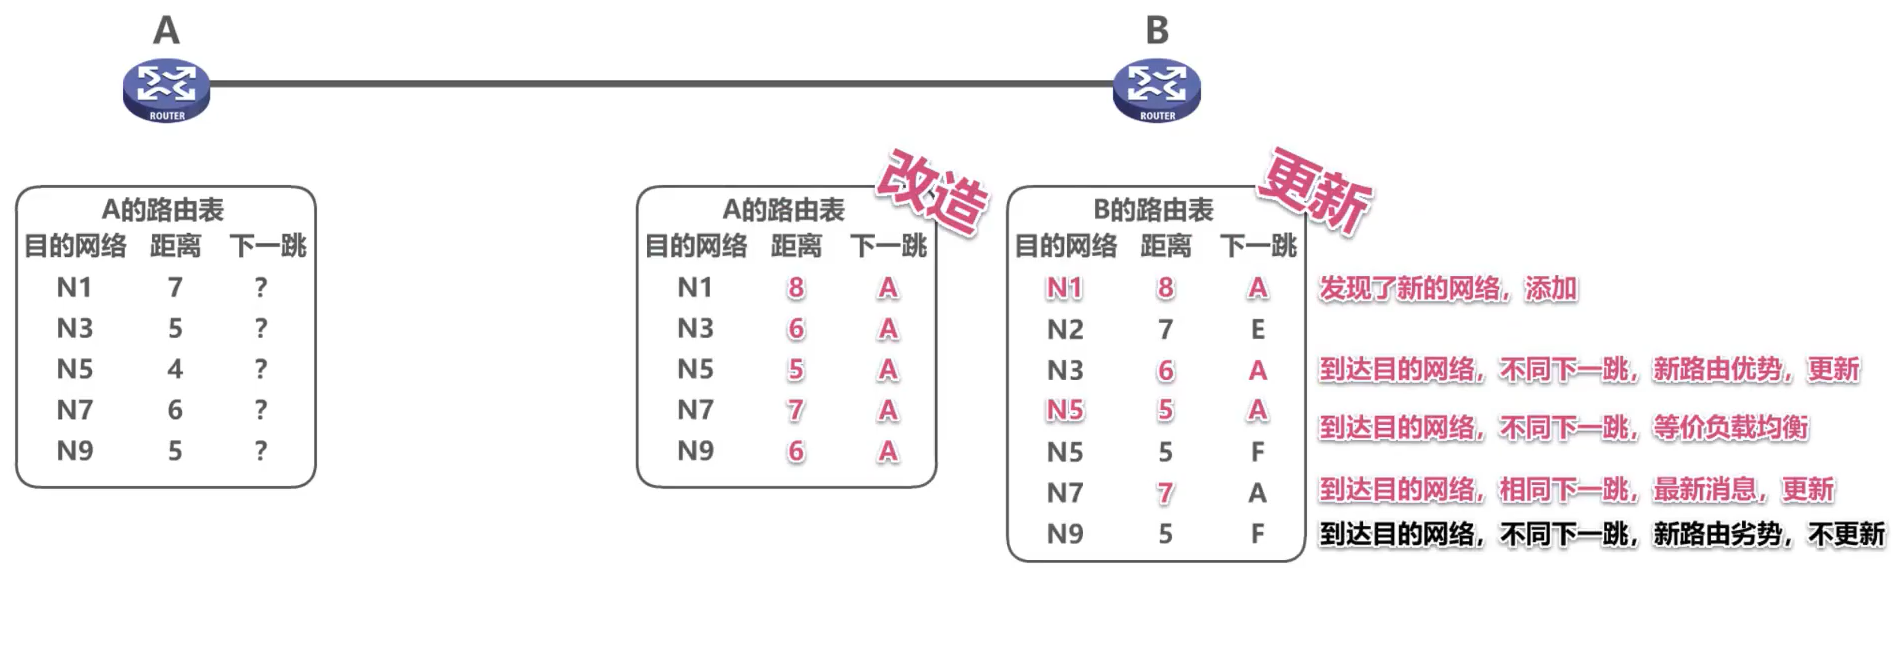 A
B
ROUTER
ROUTER
改造
更新
A的路由表
目的网络 距离 下一跳
N1 7 ?
N3 5 ?
N5 4 ?
N7 6 ?
N9 5 ?
A的路由表
目的网络 距离 下一跳
N1 8 A
N3 6 A
N5 5 A
N7 7 A
N9 6 A
B的路由表
目的网络 距离 下一跳
N1 8 A 发现了新的网络，添加
N2 7 E
N3 6 A 到达目的网络，不同下一跳，新路由优势，更新
N5 5 A 到达目的网络，不同下一跳，等价负载均衡
N5 5 F
N7 7 A 到达目的网络，相同下一跳，最新消息，更新
N9 5 F 到达目的网络，不同下一跳，新路由劣势，不更新